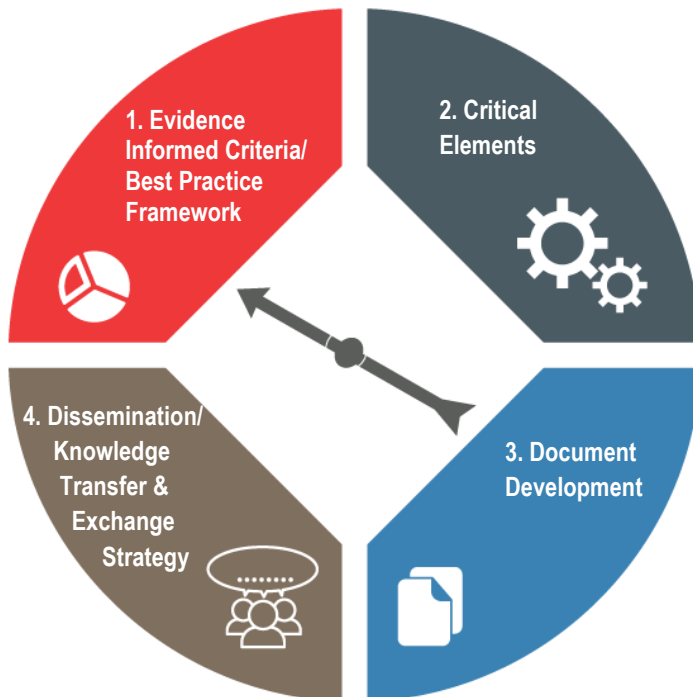 1. Evidence
Informed Criteria/
Best Practice
Framework
2. Critical
Elements
3. Document
Development
4. Dissemination/
Knowledge
Transfer &
Exchange
Strategy